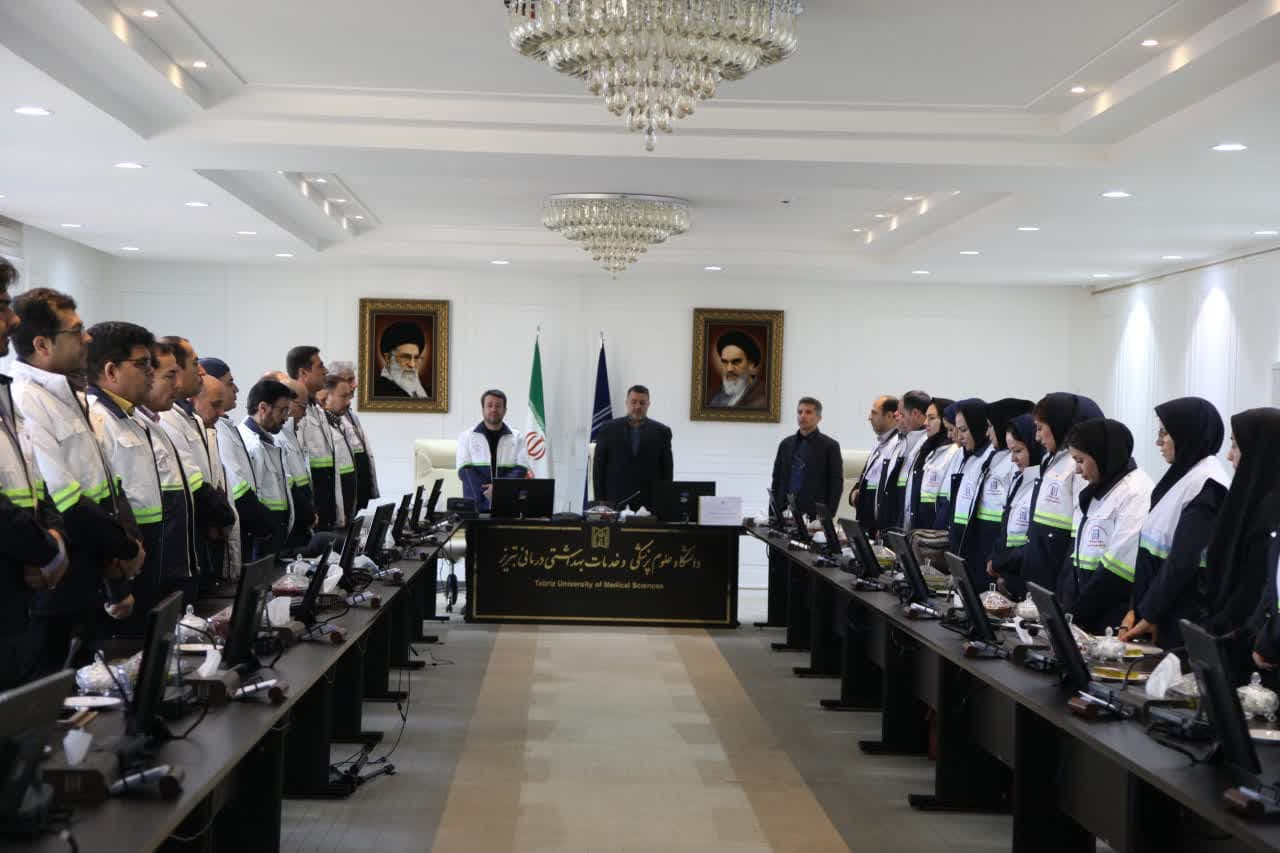 دانشگاه علوم پزشکی و خدمات بهداشتی درمانی تبریز
Tabriz University of Medical Sciences